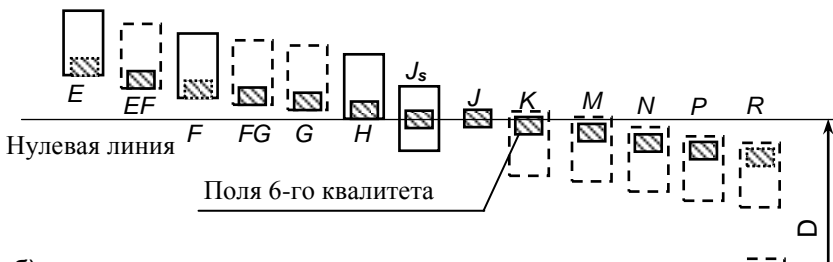 E EF F FG G H Js J K M N P R
Нулевая линия
Поля 6-го квалитета
D
б)